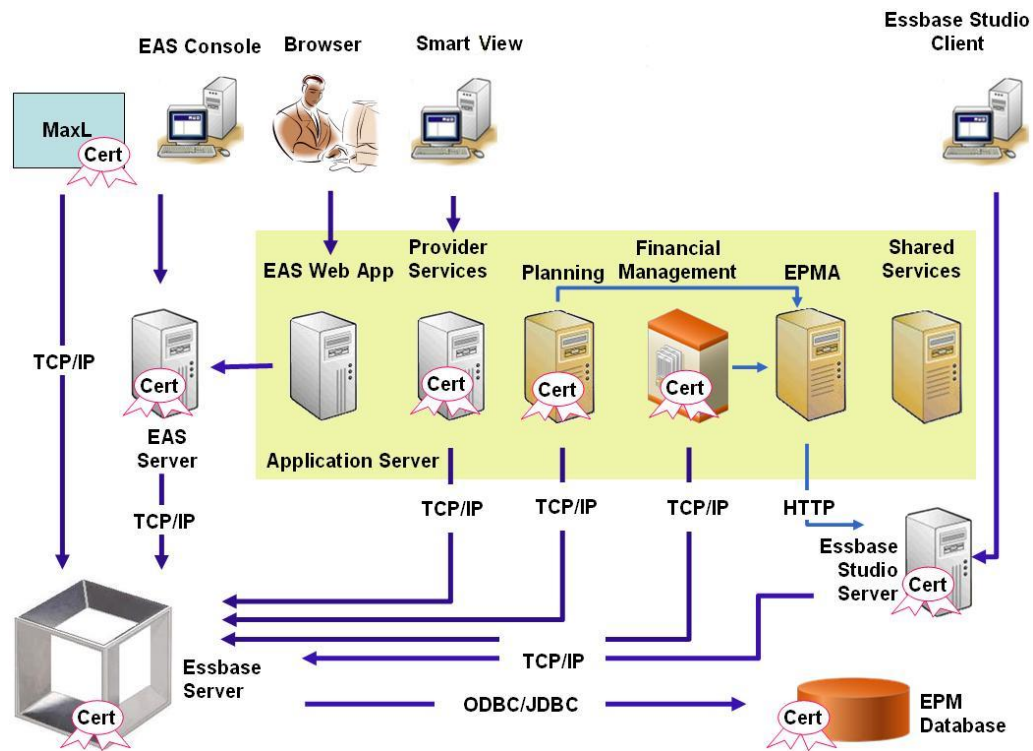 Essbase Studio
Client
EAS Console
Browser
Smart View
MaxL
Cert
Provider
Services
Financial
Management
Shared
Services
EAS Web App
Planning
EPMA
TCP/IP
Cert
Cert
Cert
Cert
EAS
Server
Application Server
TCP/IP
TCP/IP
TCP/IP
TCP/IP
HTTP
Essbase
Studio
Server
Cert
Essbase
Server
TCP/IP
ODBC/JDBC
Cert
Cert
EPM
Database